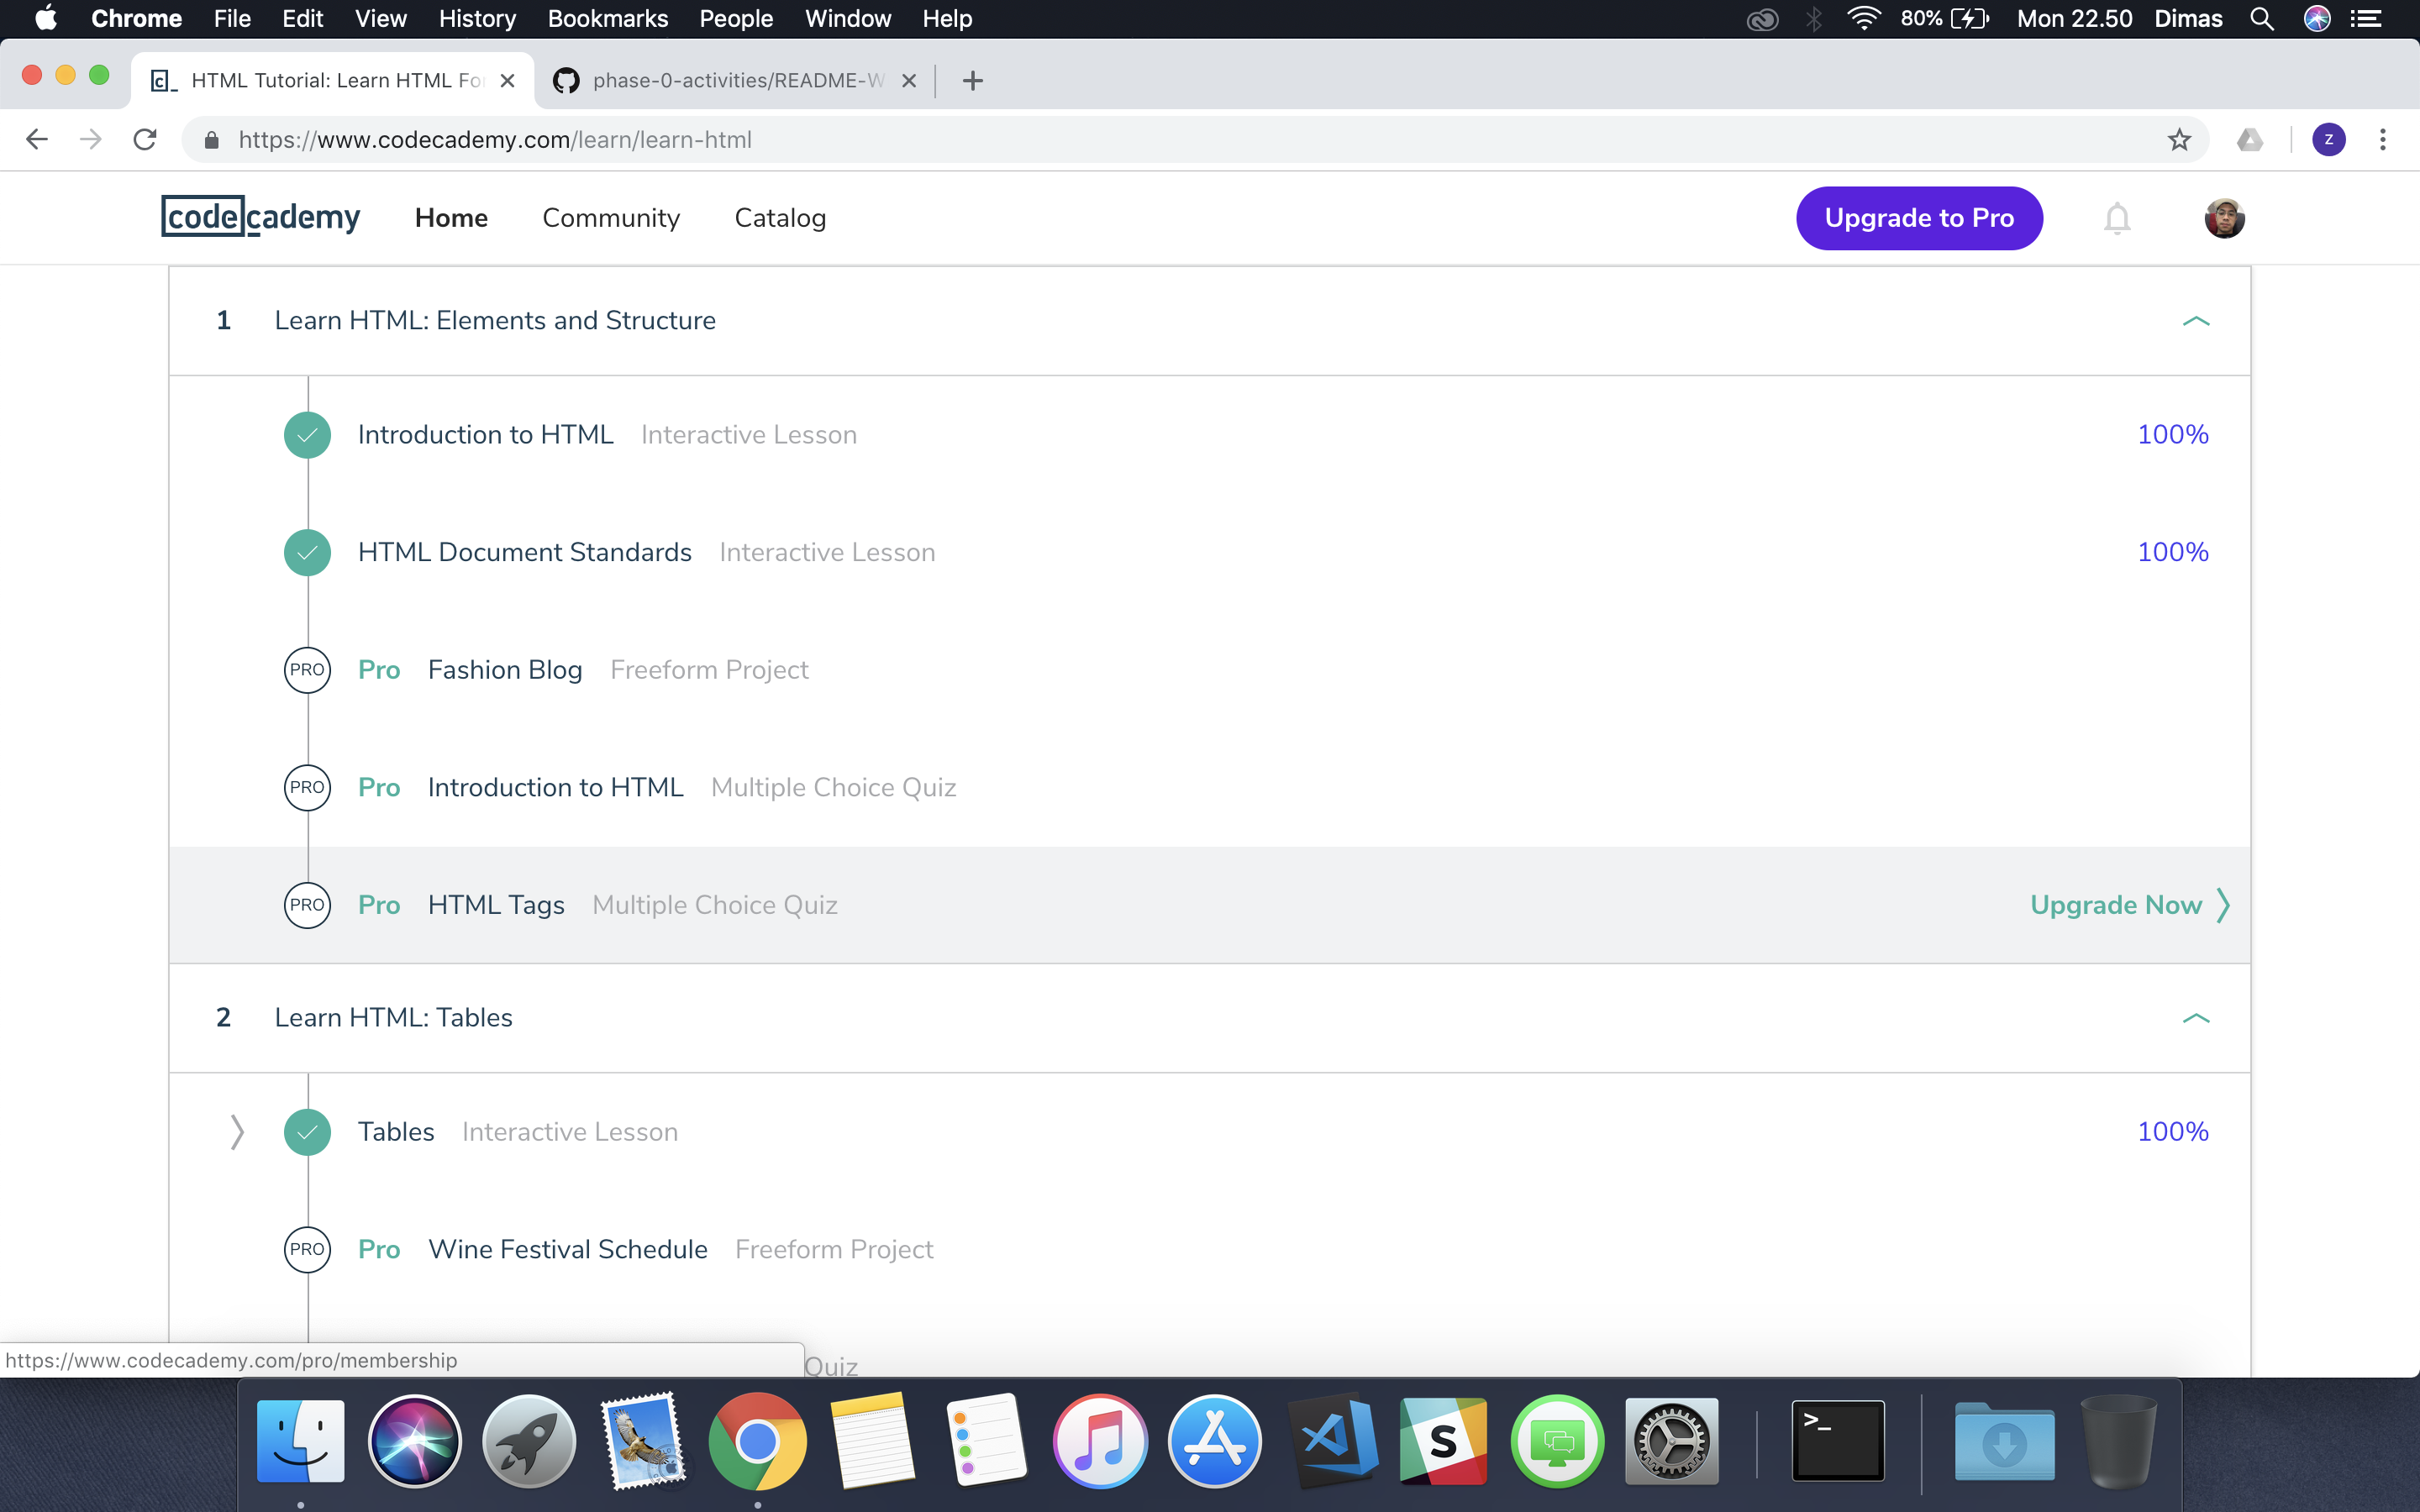 Chrome File Edit View History Bookmarks People Window Help 80% Mon 22.50 Dimas
HTML Tutorial: Learn HTML Fo phase-0-activities/README-W
https://www.codecademy.com/learn/learn-html Z
codecademy Home Community Catalog Upgrade to Pro
1 Learn HTML: Elements and Structure
Introduction to HTML Interactive Lesson 100%
HTML Document Standards Interactive Lesson 100%
PRO Pro Fashion Blog Freeform Project
PRO Pro Introduction to HTML Multiple Choice Quiz
PRO Pro HTML Tags Multiple Choice Quiz Upgrade Now
2 Learn HTML: Tables
Tables Interactive Lesson 100%
PRO Pro Wine Festival Schedule Freeform Project
https://www.codecademy.com/pro/membership Quiz
S >_